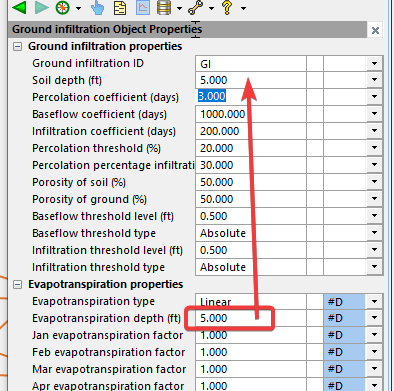 Ground infiltration Object Properties
Ground infiltration properties
Ground infiltration ID GI
Soil depth (ft) 5.000
Percolation coefficient (days) 3.000
Baseflow coefficient (days) 1000.000
Infiltration coefficient (days) 200.000
Percolation threshold (%) 20.000
Percolation percentage infiltrati 30.000
Porosity of soil (%) 50.000
Porosity of ground (%) 50.000
Baseflow threshold level (ft) 0.500
Baseflow threshold type Absolute
Infiltration threshold level (ft) 0.500
Infiltration threshold type Absolute
Evapotranspiration properties
Evapotranspiration type Linear #D
Evapotranspiration depth (ft) 5.000 #D
Jan evapotranspiration factor 1.000 #D
Feb evapotranspiration factor 1.000 #D
Mar evapotranspiration factor 1.000 #D
Apr evapotranspiration factor 1.000 #D